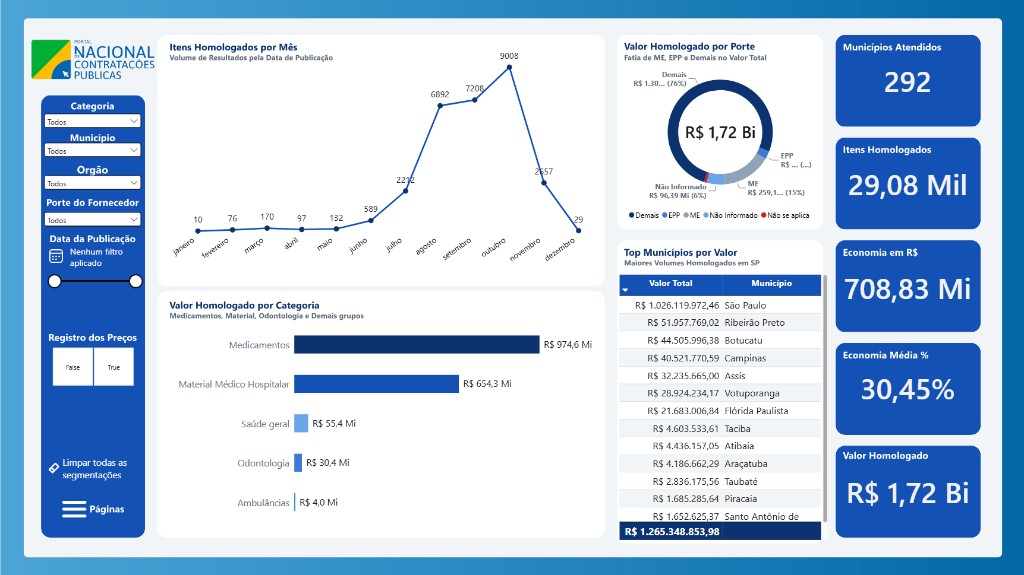 PORTAL
NACIONAL
DE
CONTRATAÇÕES
PÚBLICAS
Categoria
Todos
Município
Todos
Orgão
Todos
Porte do Fornecedor
Todos
Data da Publicação
Nenhum filtro
aplicado
Registro dos Preços
False
True
Limpar todas as
segmentações
Páginas
Itens Homologados por Mês
Volume de Resultados pela Data de Publicação
10
76
170
97
132
589
2212
6892
7208
9008
2657
29
janeiro
fevereiro
março
abril
maio
junho
julho
agosto
setembro
outubro
novembro
dezembro
Valor Homologado por Categoria
Medicamentos, Material, Odontologia e Demais grupos
Medicamentos R$ 974,6 Mi
Material Médico Hospitalar R$ 654,3 Mi
Saúde geral R$ 55,4 Mi
Odontologia R$ 30,4 Mi
Ambulâncias R$ 4,0 Mi
Valor Homologado por Porte
Fatia de ME, EPP e Demais no Valor Total
Demais
R$ 1.30... (76%)
R$ 1,72 Bi
EPP
R$ ... (...)
ME
R$ 259,1... (15%)
Não Informado
R$ 96,39 Mi (6%)
Demais EPP ME Não Informado Não se aplica
Top Municípios por Valor
Maiores Volumes Homologados em SP
Valor Total Município
R$ 1.026.119.972,46 São Paulo
R$ 51.957.769,02 Ribeirão Preto
R$ 44.505.996,38 Botucatu
R$ 40.521.770,59 Campinas
R$ 32.235.665,00 Assis
R$ 28.924.234,17 Votuporanga
R$ 21.683.006,84 Flórida Paulista
R$ 4.603.533,61 Taciba
R$ 4.436.157,05 Atibaia
R$ 4.186.662,29 Araçatuba
R$ 2.836.175,56 Taubaté
R$ 1.685.285,64 Piracaia
R$ 1.652.625,37 Santo Antônio de
R$ 1.265.348.853,98
Municípios Atendidos
292
Itens Homologados
29,08 Mil
Economia em R$
708,83 Mi
Economia Média %
30,45%
Valor Homologado
R$ 1,72 Bi